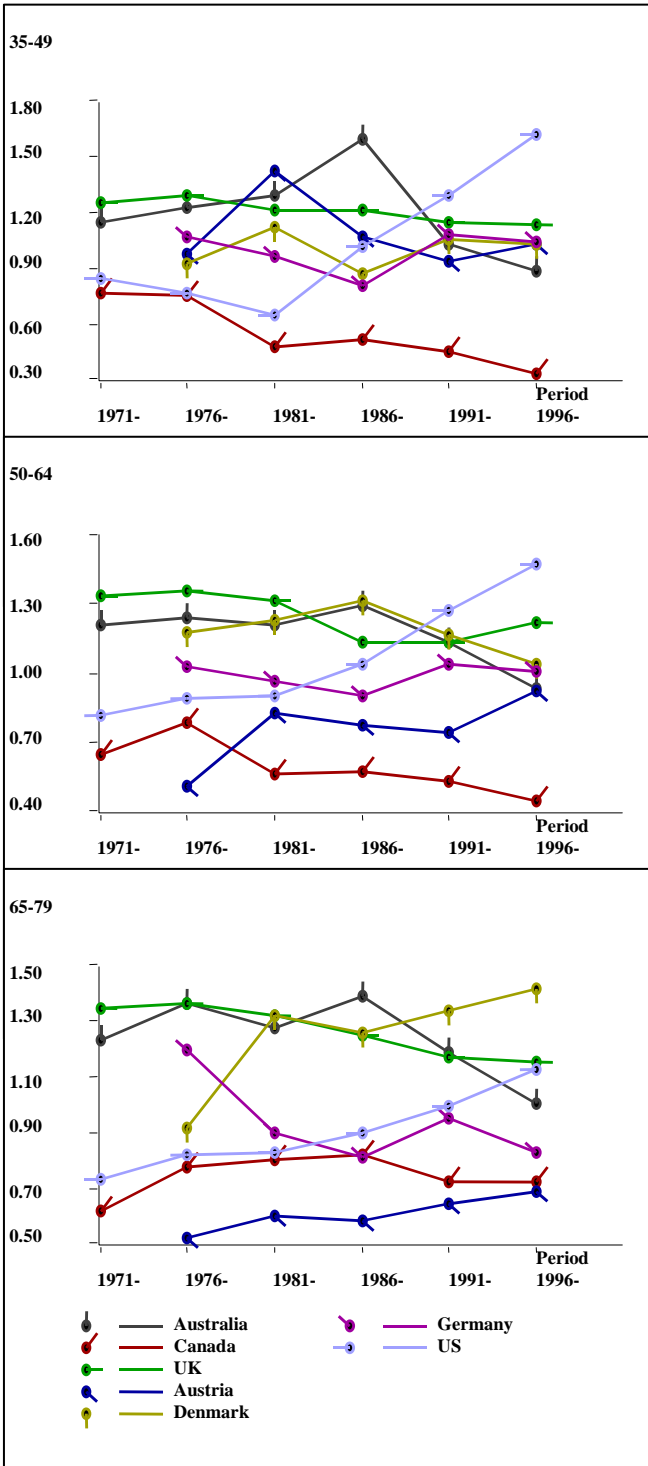 35-49
1.80
1.50
1.20
0.90
0.60
0.30
Period
1971- 1976- 1981- 1986- 1991- 1996-
50-64
1.60
1.30
1.00
0.70
0.40
Period
1971- 1976- 1981- 1986- 1991- 1996-
65-79
1.50
1.30
1.10
0.90
0.70
0.50
Period
1971- 1976- 1981- 1986- 1991- 1996-
Australia Germany
Canada US
UK
Austria
Denmark